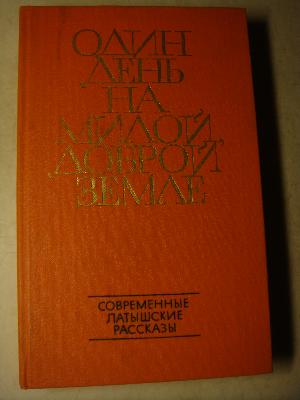 ОДИН
ДЕНЬ
НА
МИЛОЙ,
ДОБРОЙ
ЗЕМЛЕ
СОВРЕМЕННЫЕ
ЛАТЫШСКИЕ
РАССКАЗЫ